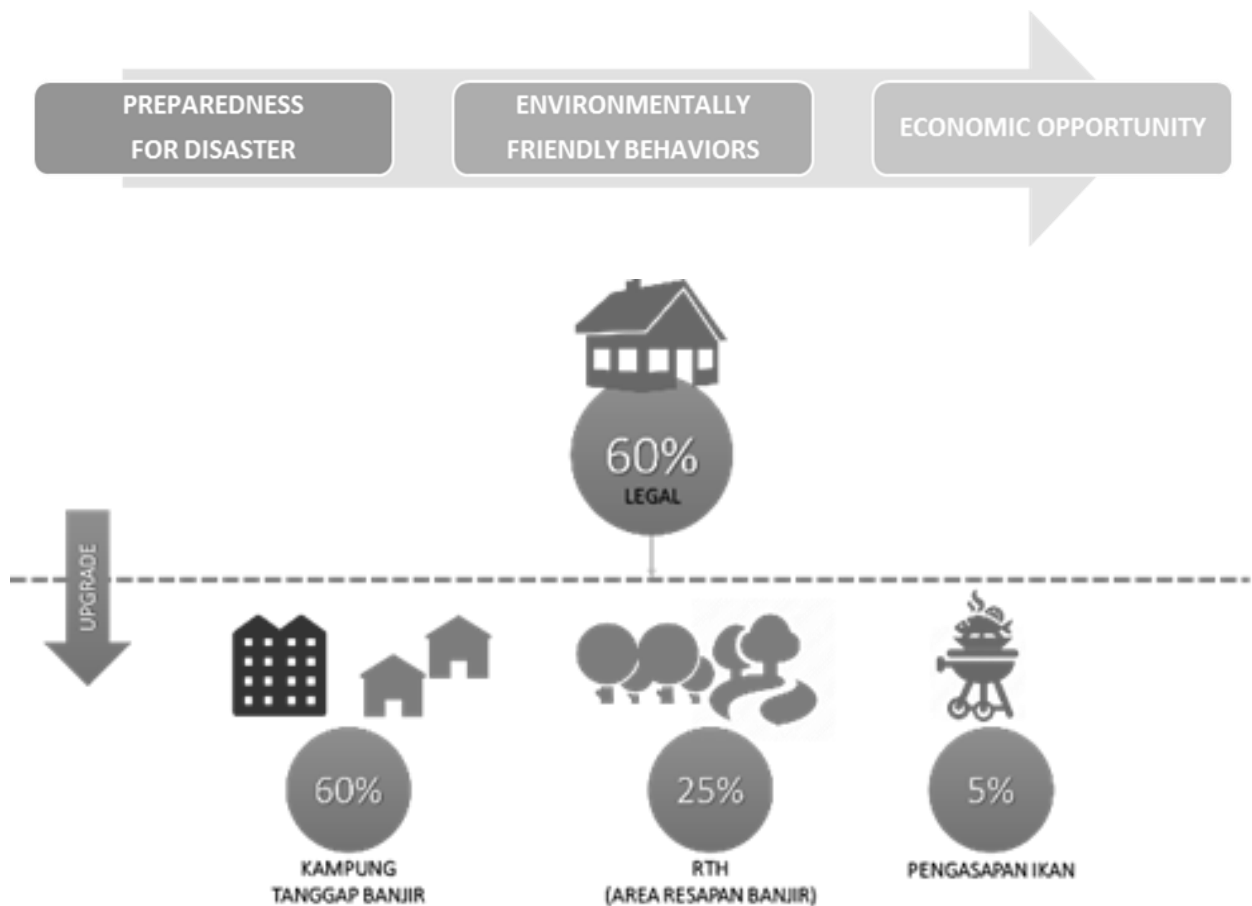 PREPAREDNESS
FOR DISASTER
ENVIRONMENTALLY
FRIENDLY BEHAVIORS
ECONOMIC OPPORTUNITY
60%
LEGAL
UPGRADE
60%
KAMPUNG
TANGGAP BANJIR
25%
RTH
(AREA RESAPAN BANJIR)
5%
PENGASAPAN IKAN